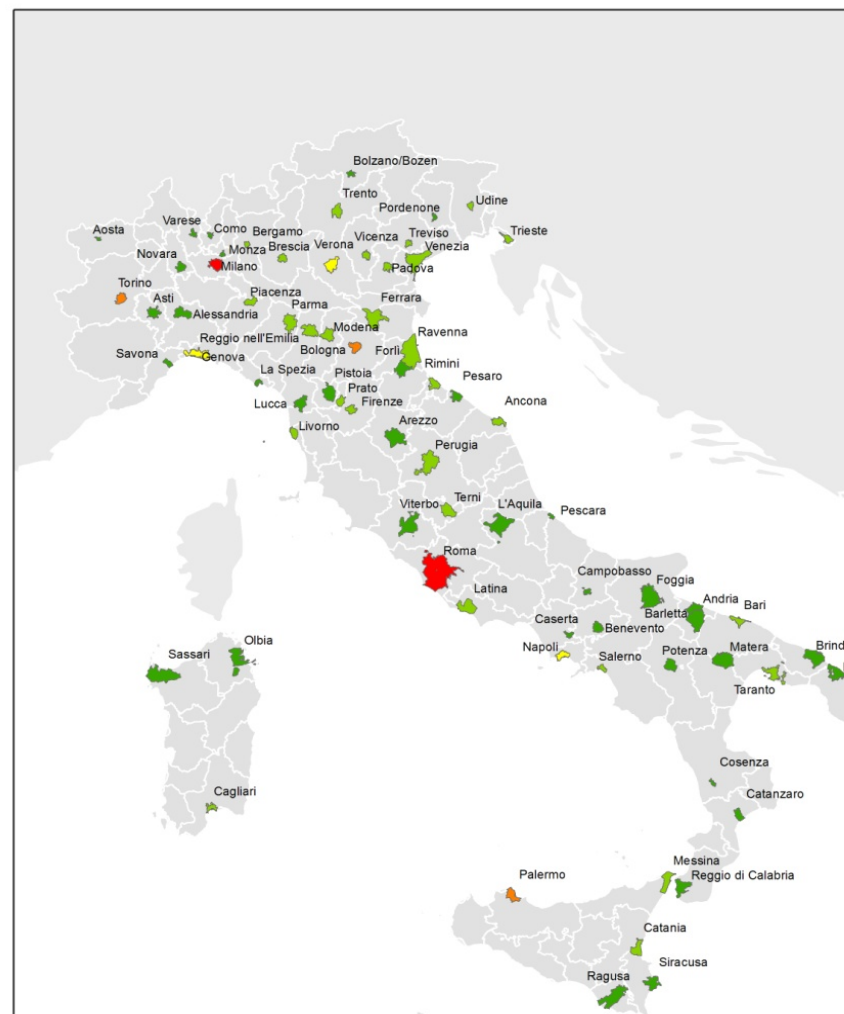 Bolzano/Bozen
Trento
Pordenone
Udine
Aosta
Varese
Como
Bergamo
Vicenza
Treviso
Trieste
Novara
Monza
Brescia
Verona
Venezia
Milano
Padova
Torino
Asti
Piacenza
Ferrara
Alessandria
Parma
Modena
Ravenna
Reggio nell'Emilia
Bologna
Forlì
Savona
Genova
Rimini
La Spezia
Pistoia
Pesaro
Prato
Lucca
Firenze
Ancona
Livorno
Arezzo
Perugia
Viterbo
Terni
L'Aquila
Pescara
Roma
Campobasso
Foggia
Latina
Andria
Caserta
Barletta
Bari
Benevento
Napoli
Salerno
Potenza
Matera
Brind
Taranto
Sassari
Olbia
Cosenza
Cagliari
Catanzaro
Messina
Palermo
Reggio di Calabria
Catania
Siracusa
Ragusa